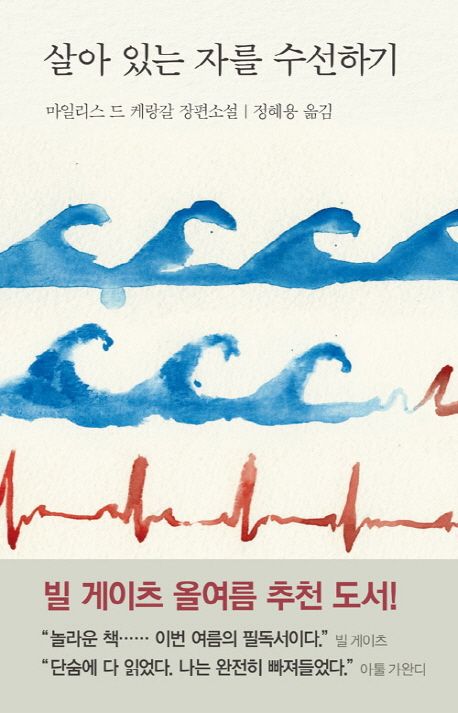 살아 있는 자를 수선하기
마일리스 드 케랑갈 장편소설 | 정혜용 옮김
빌 게이츠 올여름 추천 도서!
“놀라운 책…… 이번 여름의 필독서이다.” 빌 게이츠
“단숨에 다 읽었다. 나는 완전히 빠져들었다.” 아툴 가완디